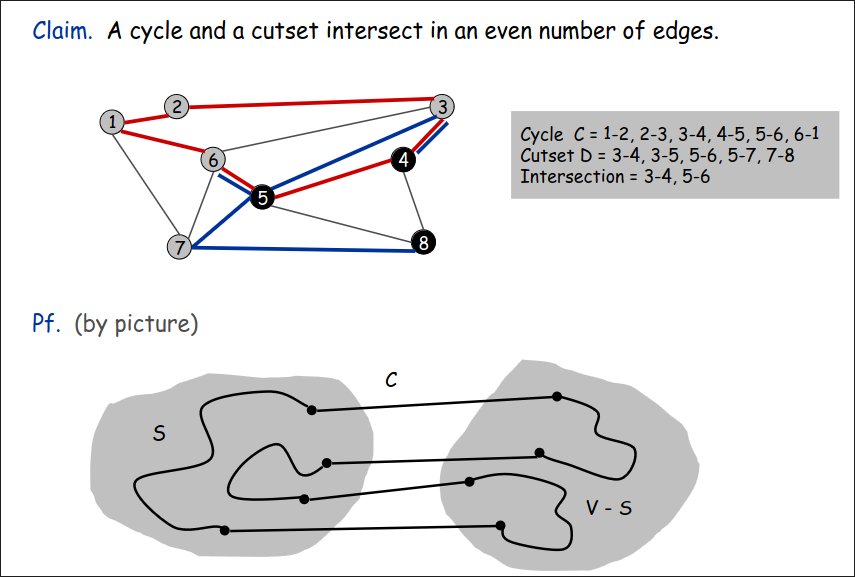 Claim. A cycle and a cutset intersect in an even number of edges.
2
3
1
6
4
5
7
8
Cycle C = 1-2, 2-3, 3-4, 4-5, 5-6, 6-1
Cutset D = 3-4, 3-5, 5-6, 5-7, 7-8
Intersection = 3-4, 5-6
Pf. (by picture)
C
S
V - S